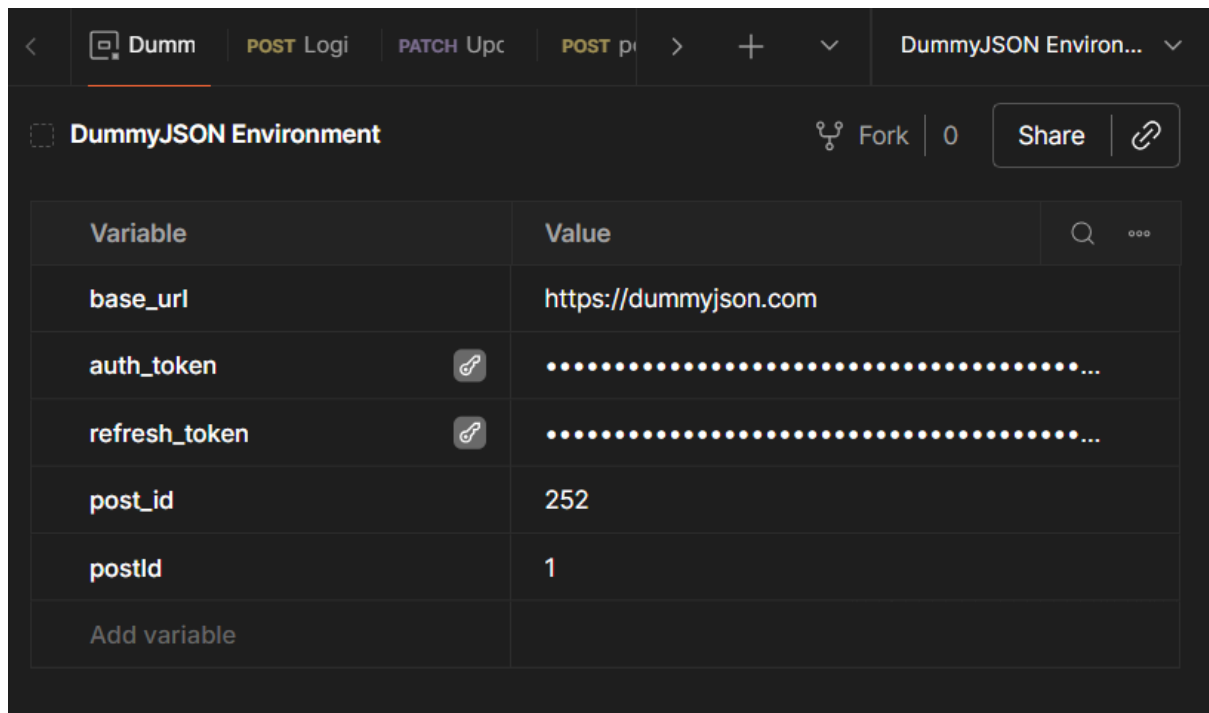 Dumm POST Logi PATCH Upc POST DummyJSON Environ...
DummyJSON Environment Fork 0 Share
Variable Value
base_url https://dummyjson.com
auth_token ••••••••••••••••••••••••••••••••••••••••...
refresh_token ••••••••••••••••••••••••••••••••••••••••...
post_id 252
postId 1
Add variable